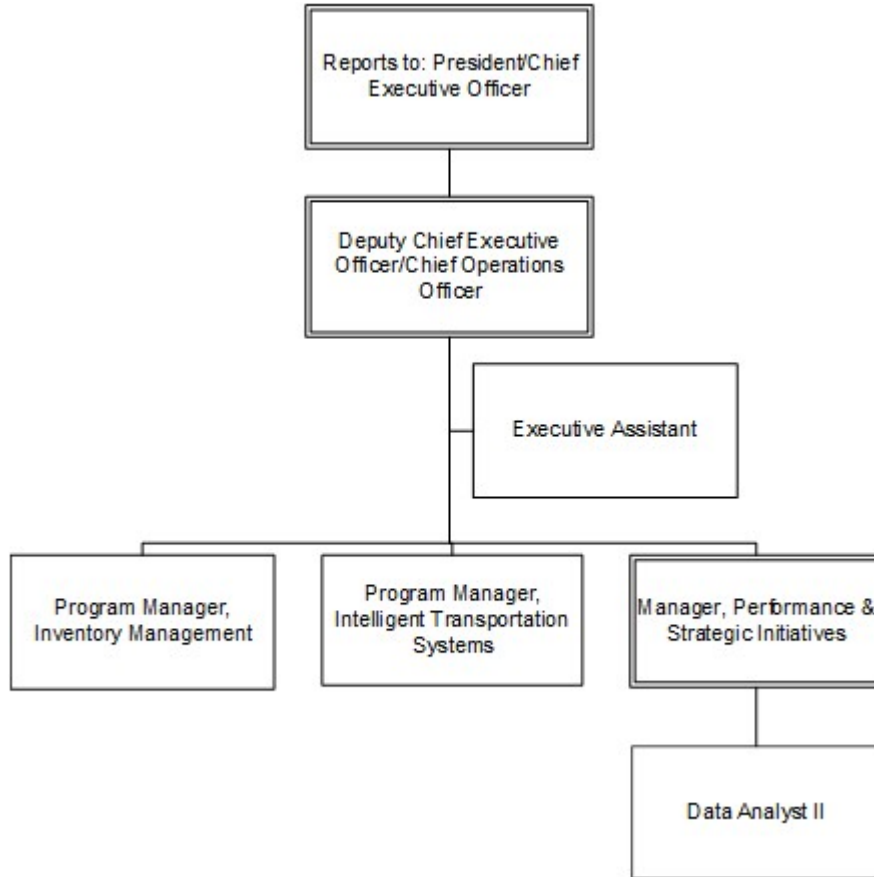 Reports to: President/Chief
Executive Officer
Deputy Chief Executive
Officer/Chief Operations
Officer
Executive Assistant
Program Manager,
Inventory Management
Program Manager,
Intelligent Transportation
Systems
Manager, Performance &
Strategic Initiatives
Data Analyst II